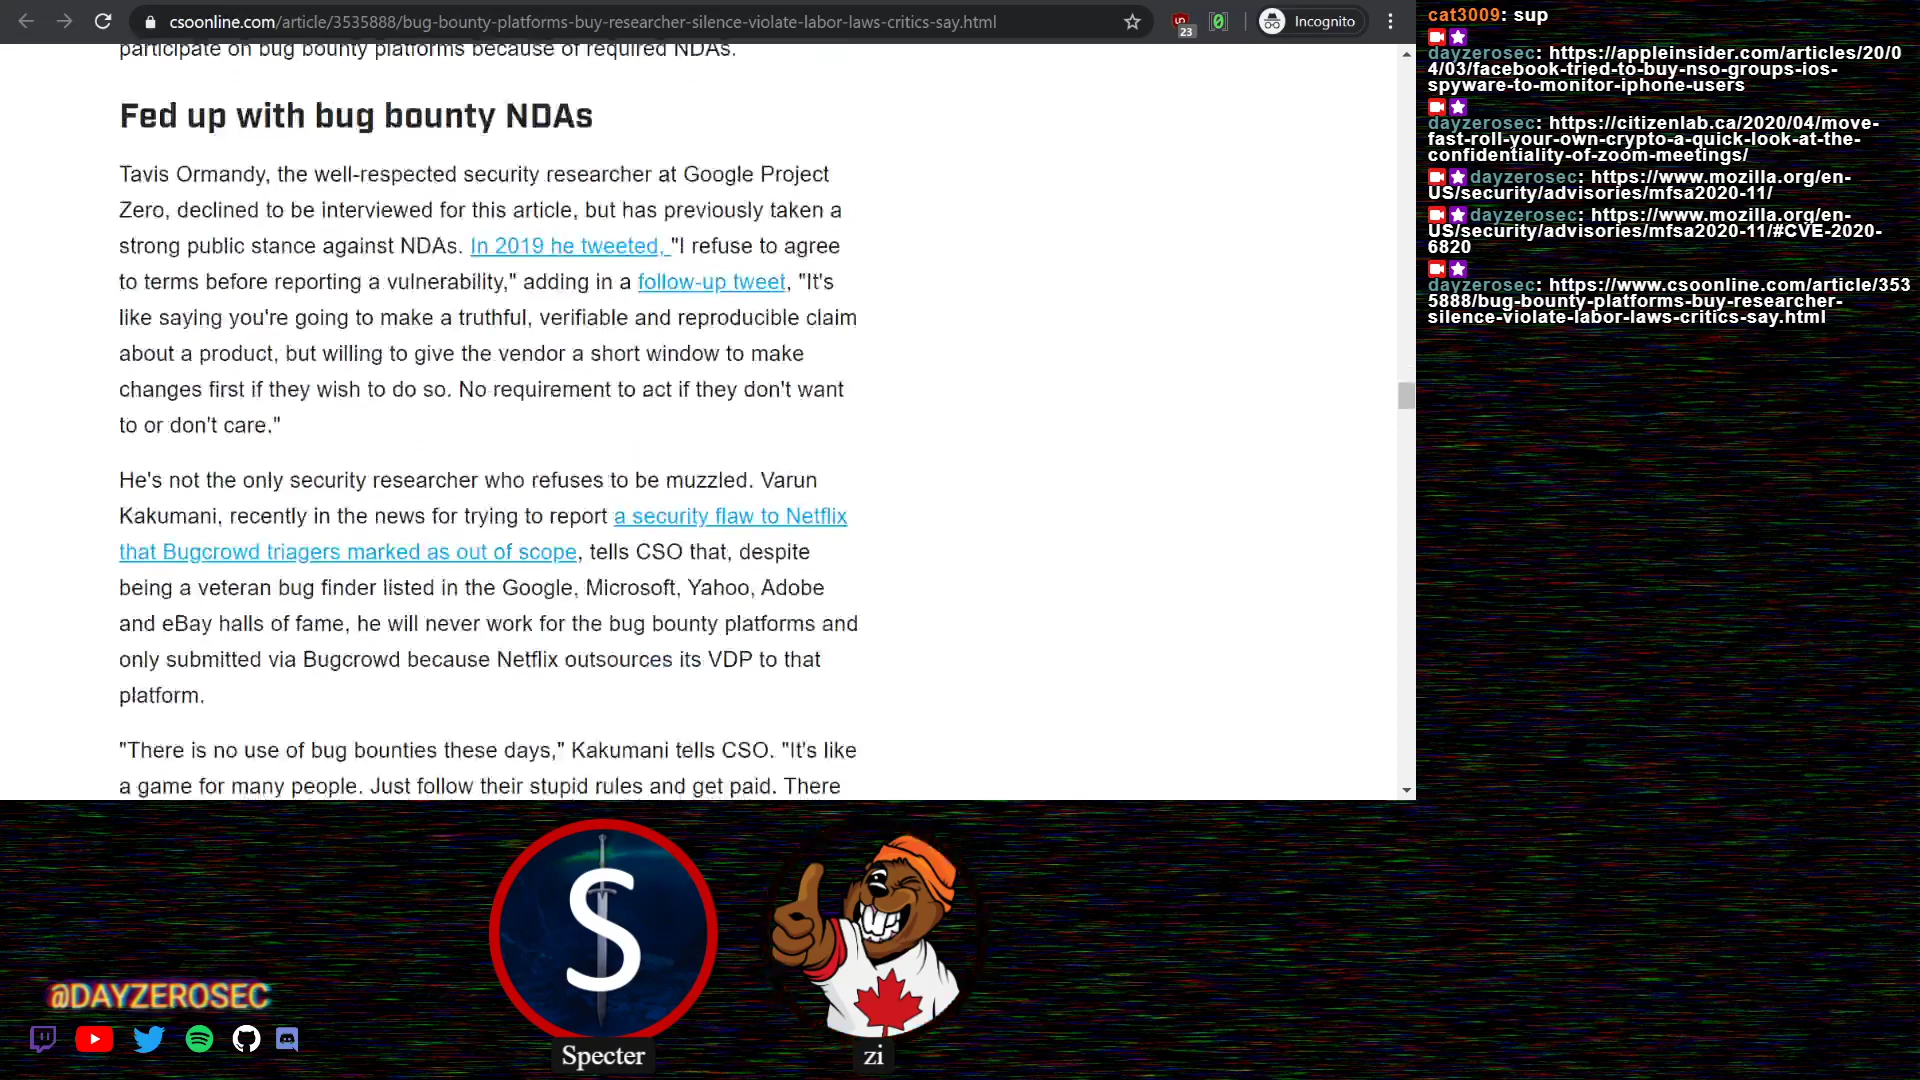 csoonline.com/article/3535888/bug-bounty-platforms-buy-researcher-silence-violate-labor-laws-critics-say.html
23
Incognito
participate on bug bounty platforms because of required NDAs.
Fed up with bug bounty NDAs
Tavis Ormandy, the well-respected security researcher at Google Project
Zero, declined to be interviewed for this article, but has previously taken a
strong public stance against NDAs. In 2019 he tweeted, "I refuse to agree
to terms before reporting a vulnerability," adding in a follow-up tweet, "It's
like saying you're going to make a truthful, verifiable and reproducible claim
about a product, but willing to give the vendor a short window to make
changes first if they wish to do so. No requirement to act if they don't want
to or don't care."
He's not the only security researcher who refuses to be muzzled. Varun
Kakumani, recently in the news for trying to report a security flaw to Netflix
that Bugcrowd triagers marked as out of scope, tells CSO that, despite
being a veteran bug finder listed in the Google, Microsoft, Yahoo, Adobe
and eBay halls of fame, he will never work for the bug bounty platforms and
only submitted via Bugcrowd because Netflix outsources its VDP to that
platform.
"There is no use of bug bounties these days," Kakumani tells CSO. "It's like
a game for many people. Just follow their stupid rules and get paid. There
cat3009: sup
dayzerosec: https://appleinsider.com/articles/20/0
4/03/facebook-tried-to-buy-nso-groups-ios-
spyware-to-monitor-iphone-users
dayzerosec: https://citizenlab.ca/2020/04/move-
fast-roll-your-own-crypto-a-quick-look-at-the-
confidentiality-of-zoom-meetings/
dayzerosec: https://www.mozilla.org/en-
US/security/advisories/mfsa2020-11/
dayzerosec: https://www.mozilla.org/en-
US/security/advisories/mfsa2020-11/#CVE-2020-
6820
dayzerosec: https://www.csoonline.com/article/353
5888/bug-bounty-platforms-buy-researcher-
silence-violate-labor-laws-critics-say.html
@DAYZEROSEC
S
Specter
zi